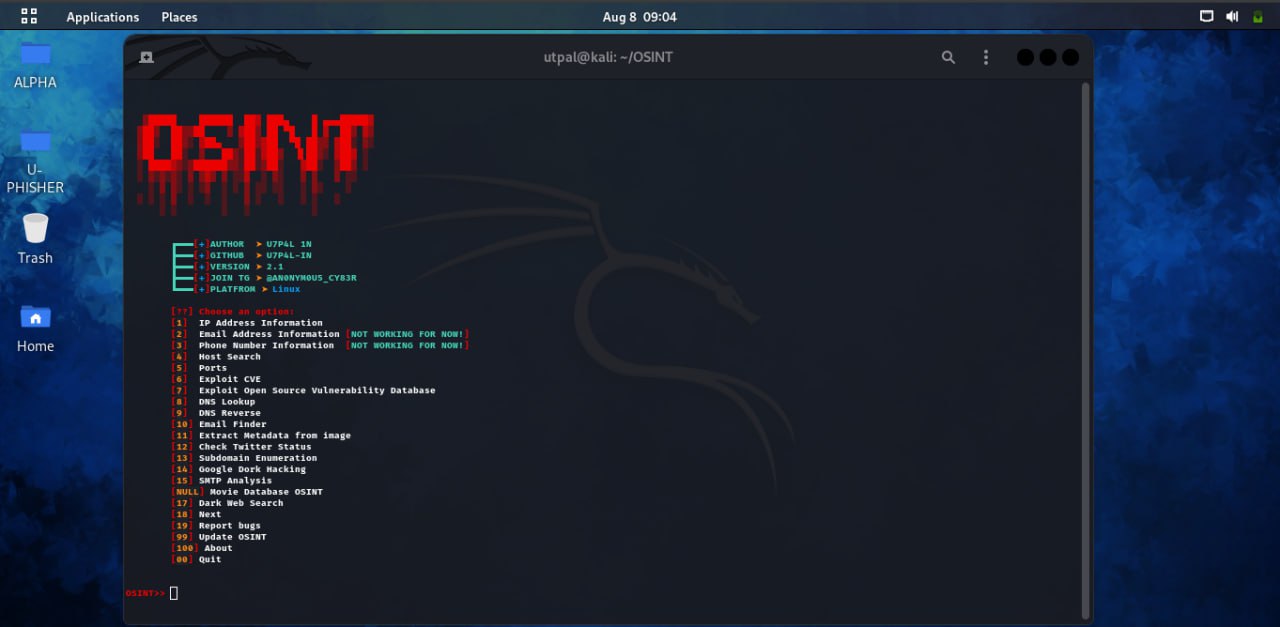 Applications Places Aug 8 09:04
ALPHA
U-
PHISHER
Trash
Home
utpal@kali: ~/OSINT
OSINT
[+]AUTHOR ➤ U7P4L 1N
[+]GITHUB ➤ U7P4L-IN
[+]VERSION ➤ 2.1
[+]JOIN TG ➤ @AN0NYM0U5_CY83R
[+]PLATFROM ➤ Linux
[??] Choose an option:
[1] IP Address Information
[2] Email Address Information [NOT WORKING FOR NOW!]
[3] Phone Number Information [NOT WORKING FOR NOW!]
[4] Host Search
[5] Ports
[6] Exploit CVE
[7] Exploit Open Source Vulnerability Database
[8] DNS Lookup
[9] DNS Reverse
[10] Email Finder
[11] Extract Metadata from image
[12] Check Twitter Status
[13] Subdomain Enumeration
[14] Google Dork Hacking
[15] SMTP Analysis
[NULL] Movie Database OSINT
[17] Dark Web Search
[18] Next
[19] Report bugs
[99] Update OSINT
[100] About
[00] Quit
OSINT>>